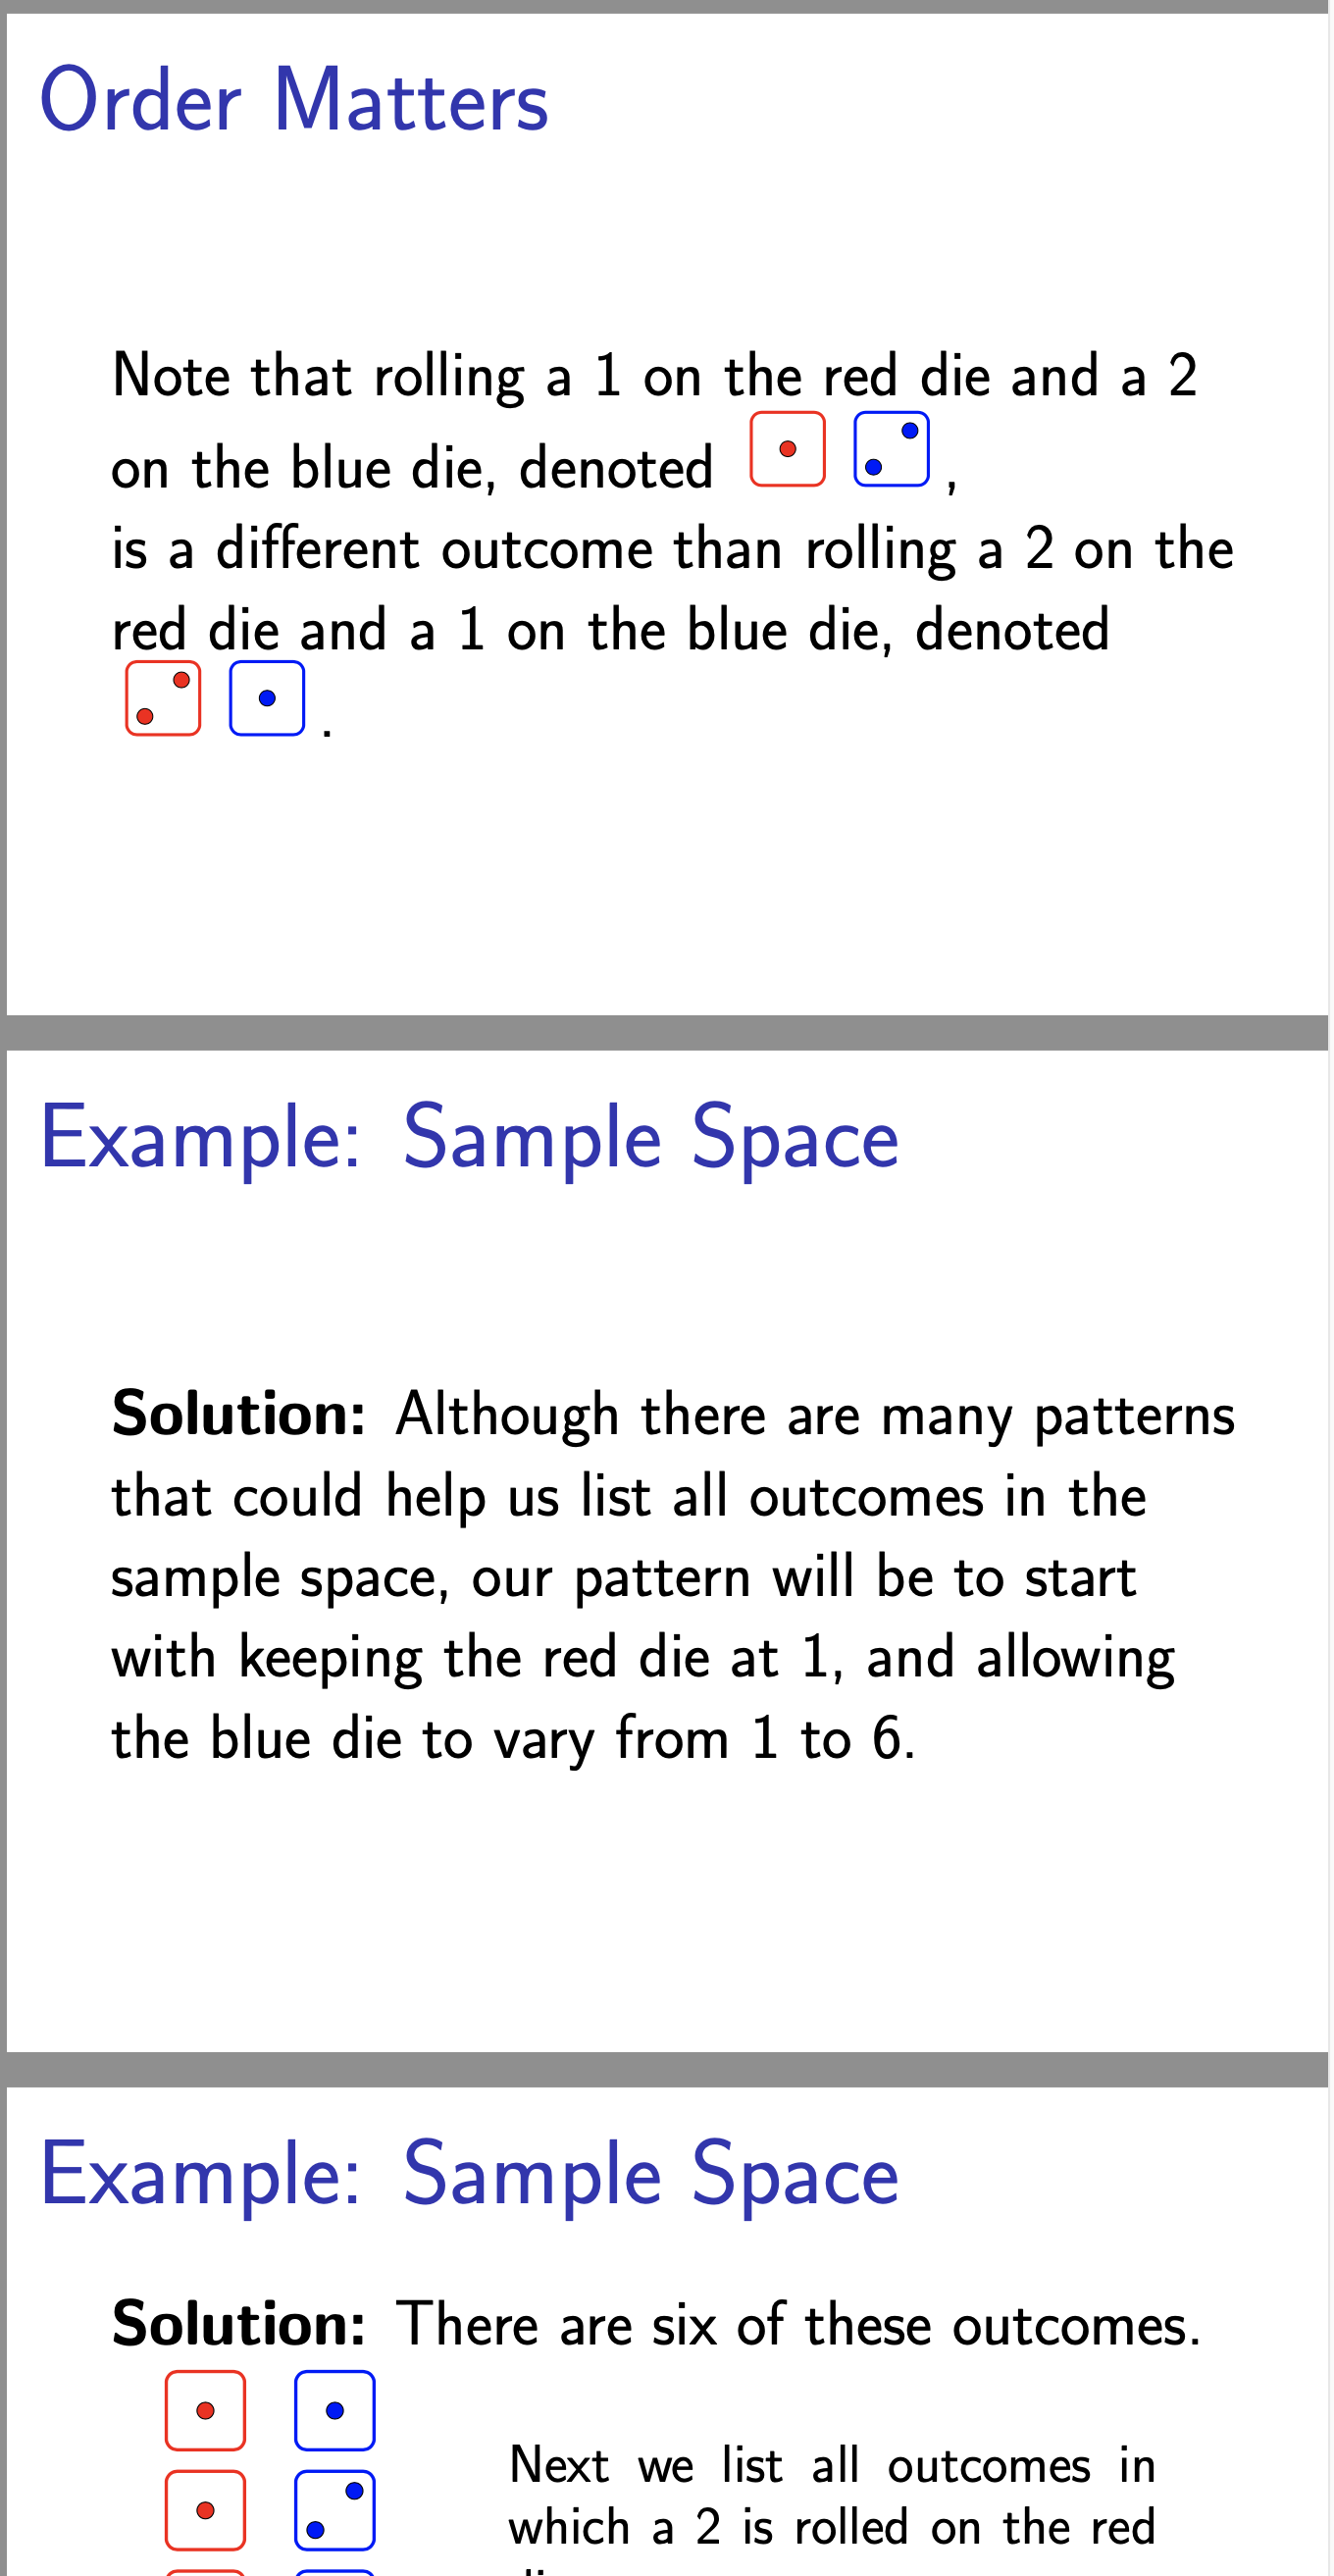 Order Matters
Note that rolling a 1 on the red die and a 2
on the blue die, denoted ,
is a different outcome than rolling a 2 on the
red die and a 1 on the blue die, denoted
.
Example: Sample Space
Solution: Although there are many patterns
that could help us list all outcomes in the
sample space, our pattern will be to start
with keeping the red die at 1, and allowing
the blue die to vary from 1 to 6.
Example: Sample Space
Solution: There are six of these outcomes.
Next we list all outcomes in
which a 2 is rolled on the red